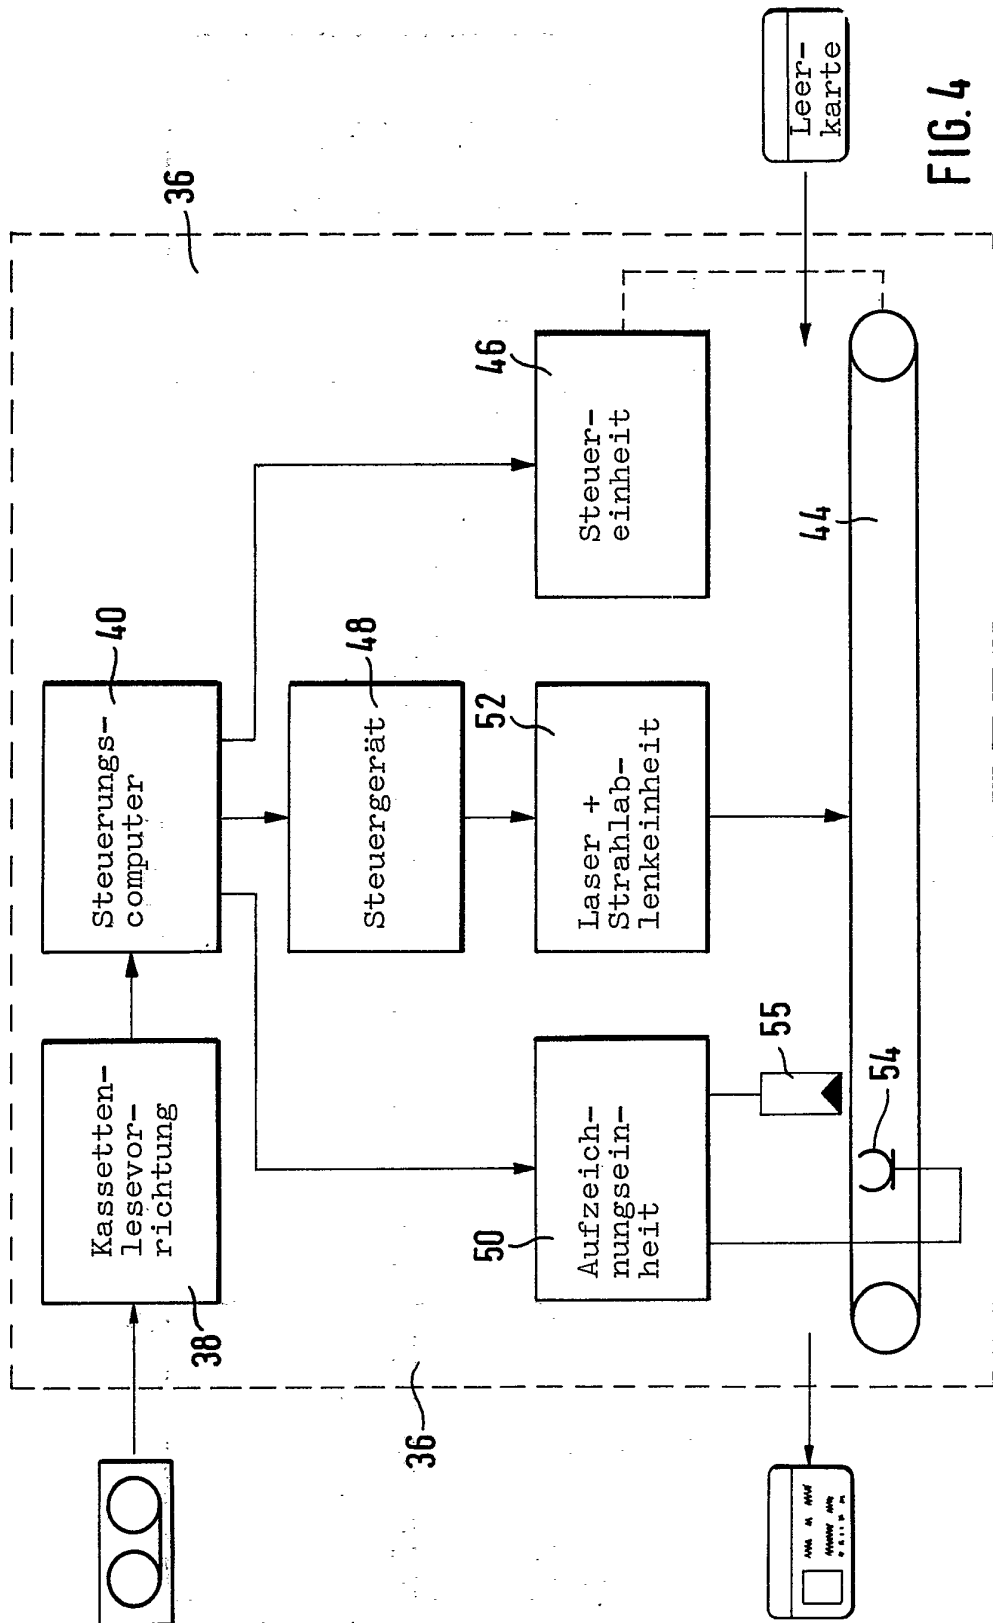 36
38
Kassetten-
lesevor-
richtung
40
Steuerungs-
computer
48
Steuergerät
50
Aufzeich-
nungsein-
heit
52
Laser +
Strahlab-
lenkeinheit
46
Steuer-
einheit
55
54
44
36
Leer-
karte
FIG. 4